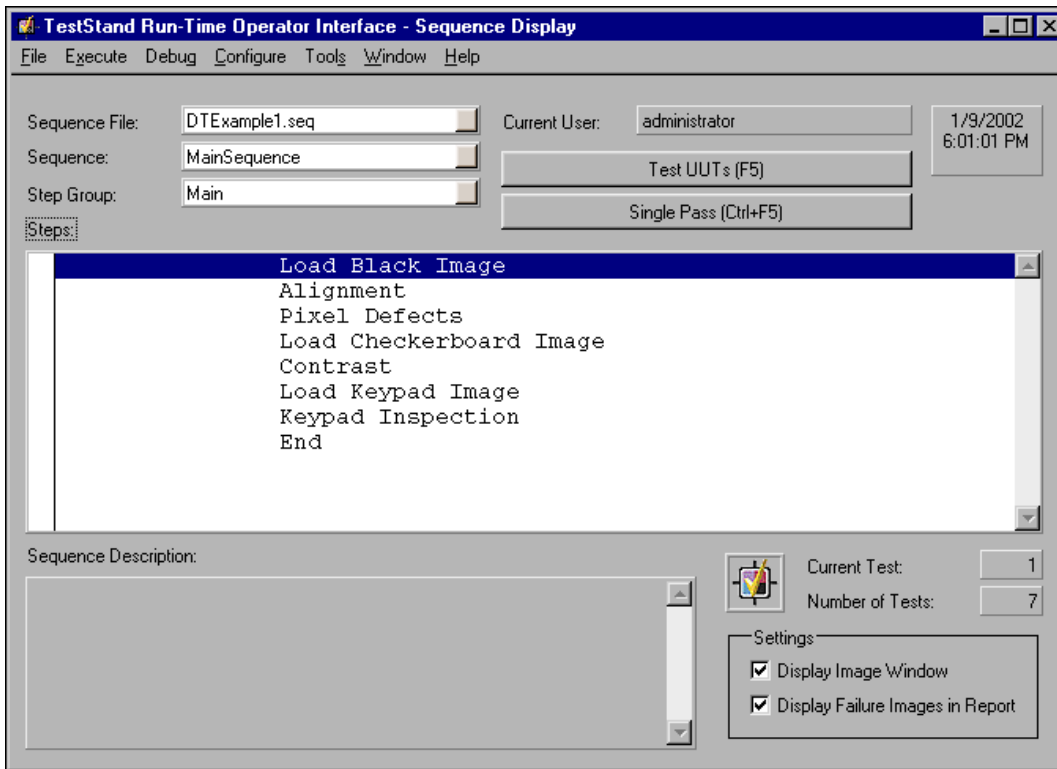 TestStand Run-Time Operator Interface - Sequence Display
File Execute Debug Configure Tools Window Help
Sequence File: DTExample1.seq
Current User: administrator
1/9/2002
6:01:01 PM
Sequence: MainSequence
Test UUTs (F5)
Step Group: Main
Single Pass (Ctrl+F5)
Steps:
Load Black Image
Alignment
Pixel Defects
Load Checkerboard Image
Contrast
Load Keypad Image
Keypad Inspection
End
Sequence Description:
Current Test: 1
Number of Tests: 7
Settings
Display Image Window
Display Failure Images in Report